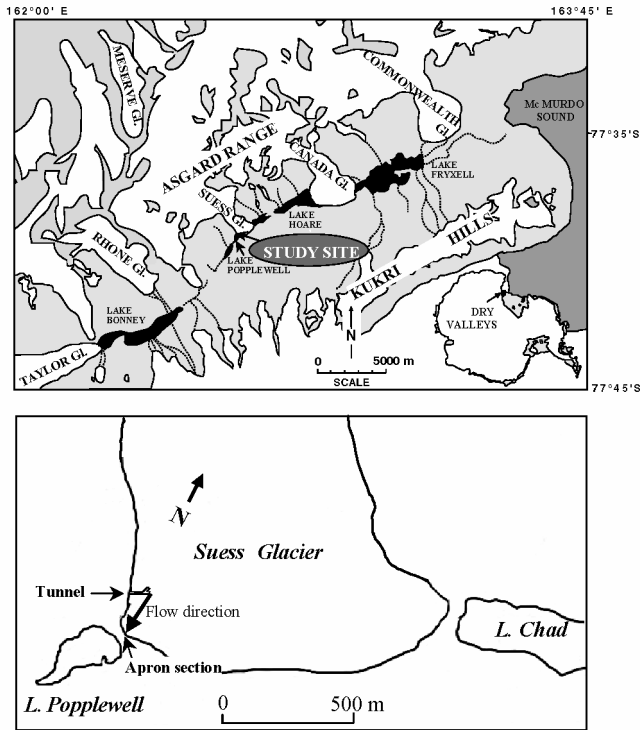 162°00' E
163°45' E
MESERVE Gl.
COMMONWEALTH
Gl.
Mc MURDO
SOUND
77°35'S
ASGARD RANGE
CANADA Gl.
LAKE
FRYXELL
SUESS Gl.
LAKE
HOARE
STUDY SITE
RHONE Gl.
LAKE
POPPLEWELL
KUKRI HILLS
LAKE
BONNEY
DRY
VALLEYS
N
TAYLOR Gl.
0 5000 m
SCALE
77°45'S
N
Suess Glacier
Tunnel
Flow direction
L. Chad
Apron section
L. Popplewell
0 500 m